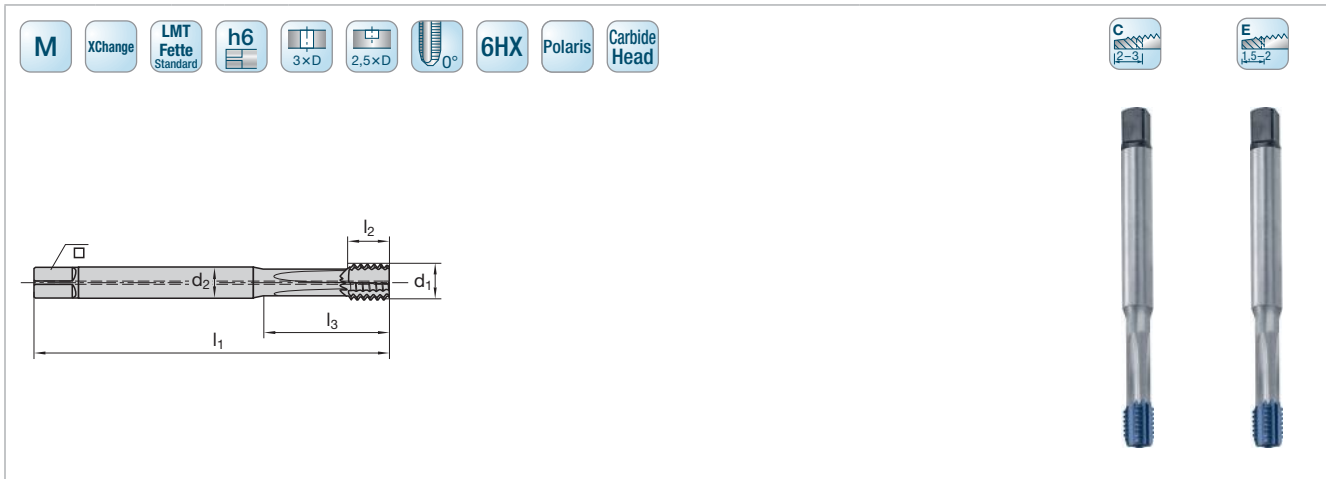 M
XChange
LMT
Fette
Standard
h6
3×D
2,5×D
0°
6HX
Polaris
Carbide
Head
C
2–3
E
1,5–2
l₂
d₂
d₁
l₃
l₁